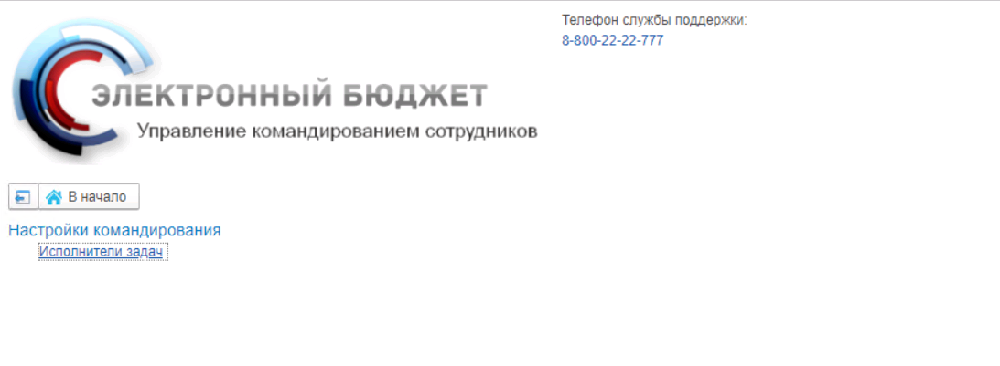 Телефон службы поддержки:
8-800-22-22-777
ЭЛЕКТРОННЫЙ БЮДЖЕТ
Управление командированием сотрудников
В начало
Настройки командирования
Исполнители задач